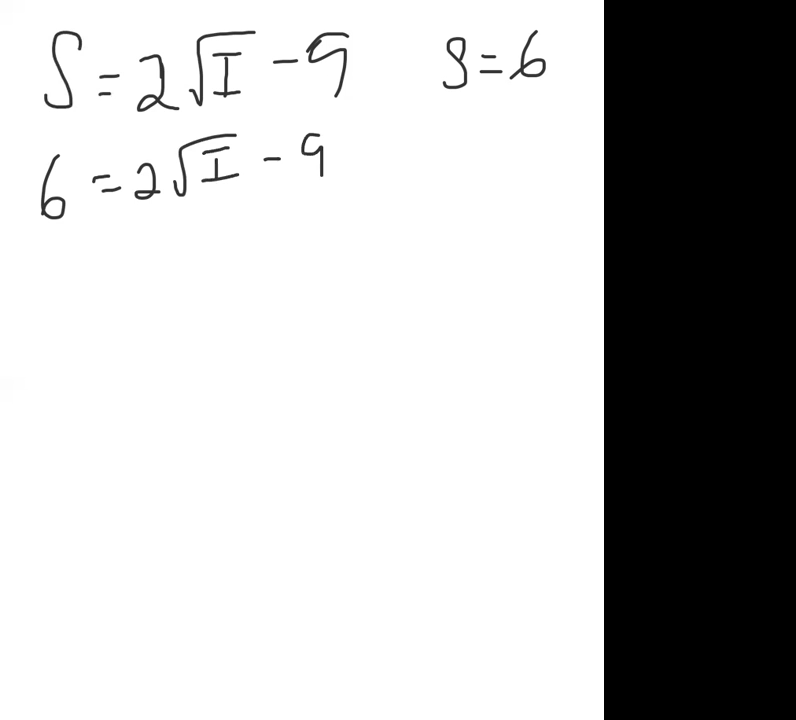 S = 2√I - 9 S = 6
6 = 2√I - 9